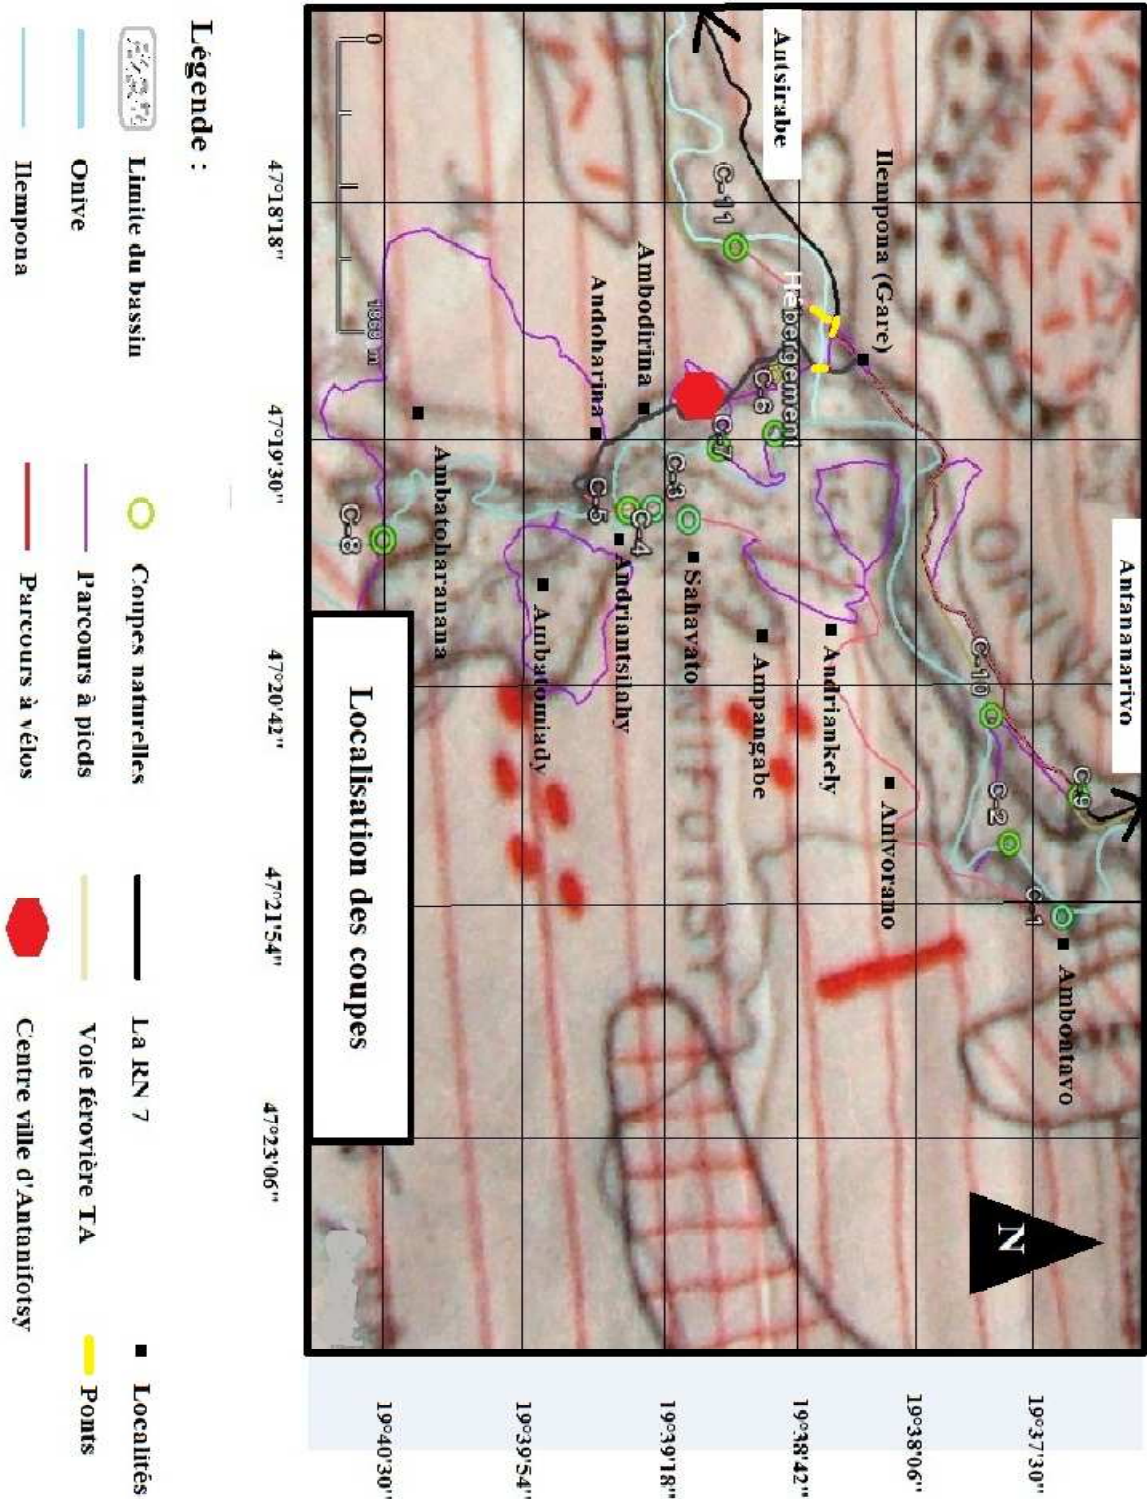 Antananarivo
C-9
C-1
Ambontavo
C-2
C-10
ONIV
Ilempona (Gare)
Anivorano
Antsirabe
Hébergement
Andriankely
C-11
C-6
Ampangabe
C-7
C-3
Sahavato
Ambodirina
C-4
Andriantsilahy
Andoharina
C-5
Ambatomiady
Ambatoharanana
C-8
0
N
19°37'30"
19°38'06"
19°38'42"
19°39'18"
19°39'54"
19°40'30"
Localisation des coupes
47°18'18"
47°19'30"
47°20'42"
47°21'54"
47°23'06"
Légende :
Limite du bassin
Coupes naturelles
La RN 7
Localités
Onive
Parcours à pieds
Voie férovière TA
Ponts
Ilempona
Parcours à vélos
Centre ville d'Antanifotsy